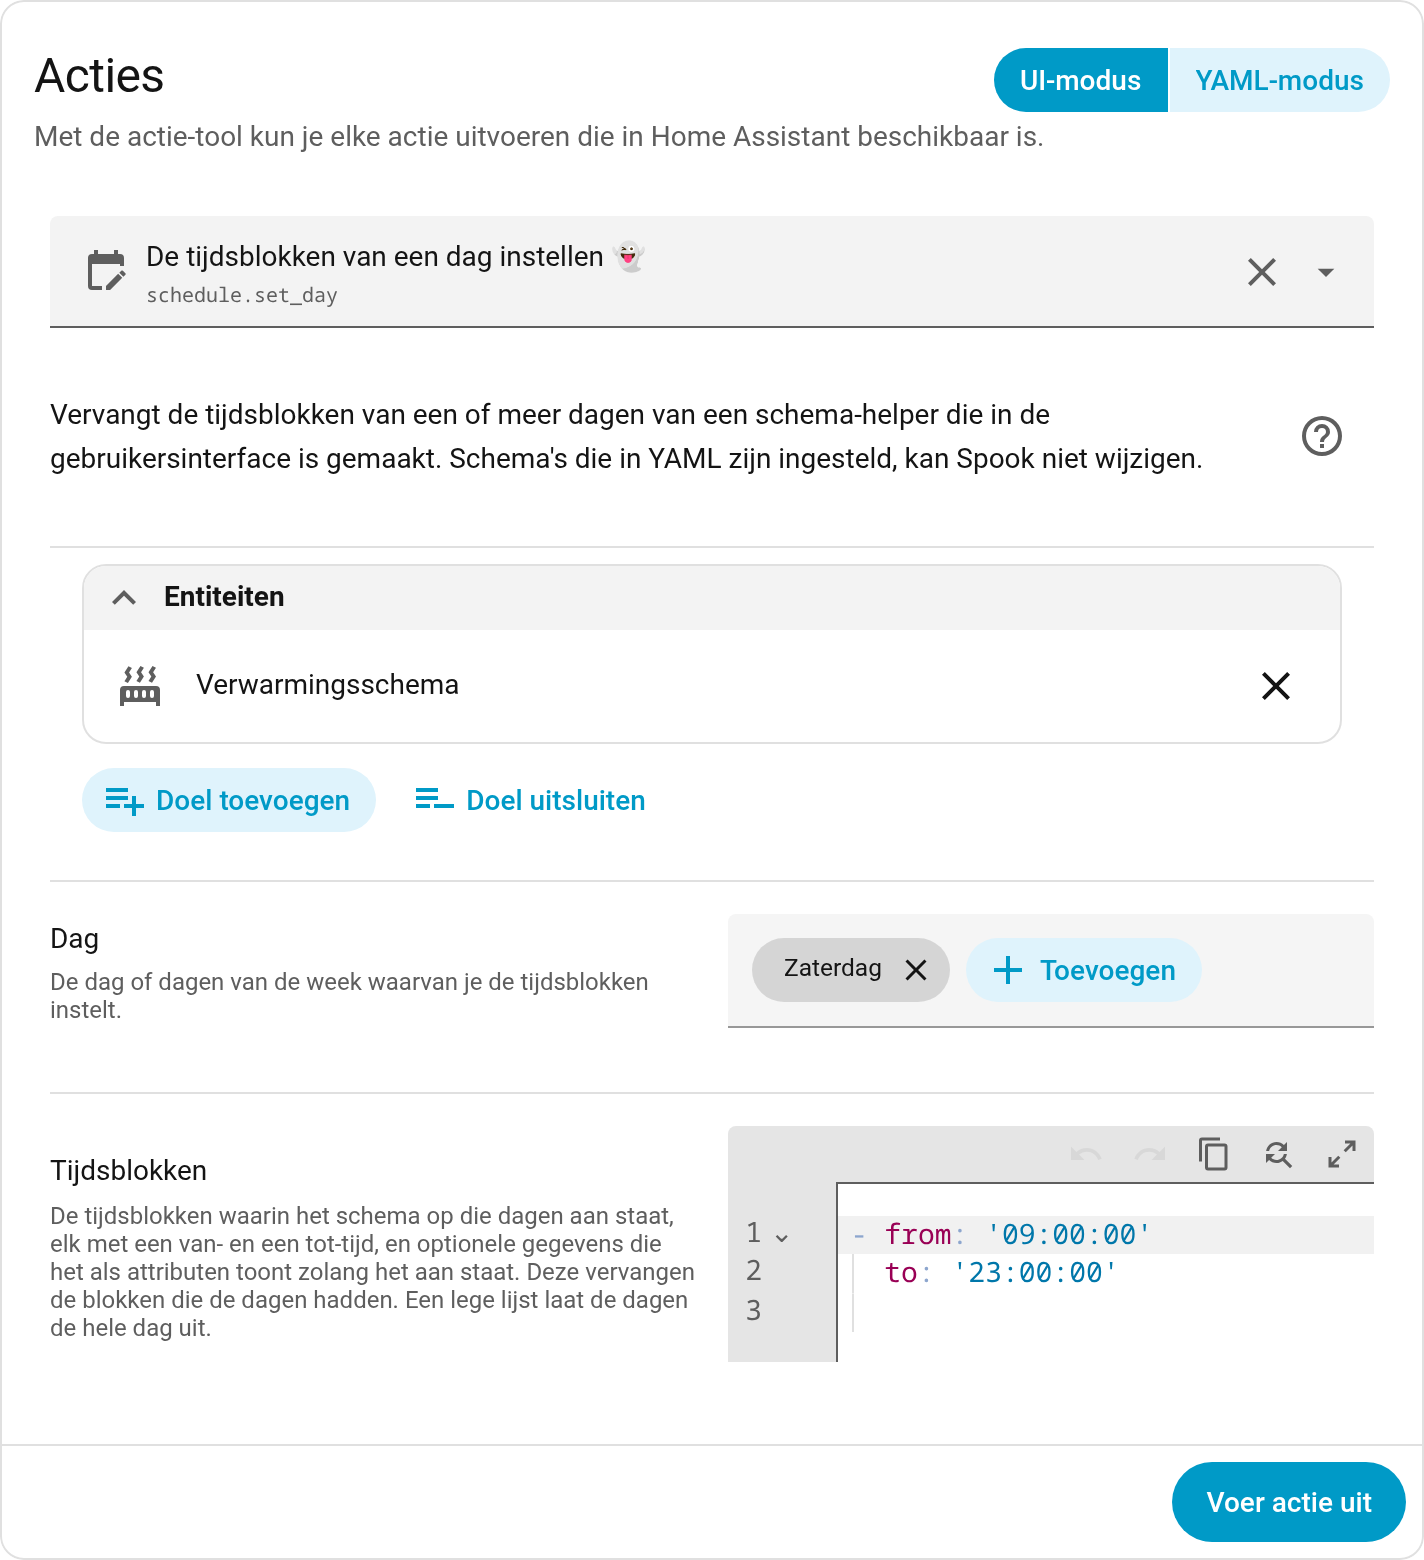 Acties
UI-modus
YAML-modus
Met de actie-tool kun je elke actie uitvoeren die in Home Assistant beschikbaar is.
De tijdsblokken van een dag instellen 👻
schedule.set_day
Vervangt de tijdsblokken van een of meer dagen van een schema-helper die in de
gebruikersinterface is gemaakt. Schema's die in YAML zijn ingesteld, kan Spook niet wijzigen.
Entiteiten
Verwarmingsschema
Doel toevoegen
Doel uitsluiten
Dag
De dag of dagen van de week waarvan je de tijdsblokken
instelt.
Zaterdag
Toevoegen
Tijdsblokken
De tijdsblokken waarin het schema op die dagen aan staat,
elk met een van- en een tot-tijd, en optionele gegevens die
het als attributen toont zolang het aan staat. Deze vervangen
de blokken die de dagen hadden. Een lege lijst laat de dagen
de hele dag uit.
1 - from: '09:00:00'
2 to: '23:00:00'
3
Voer actie uit